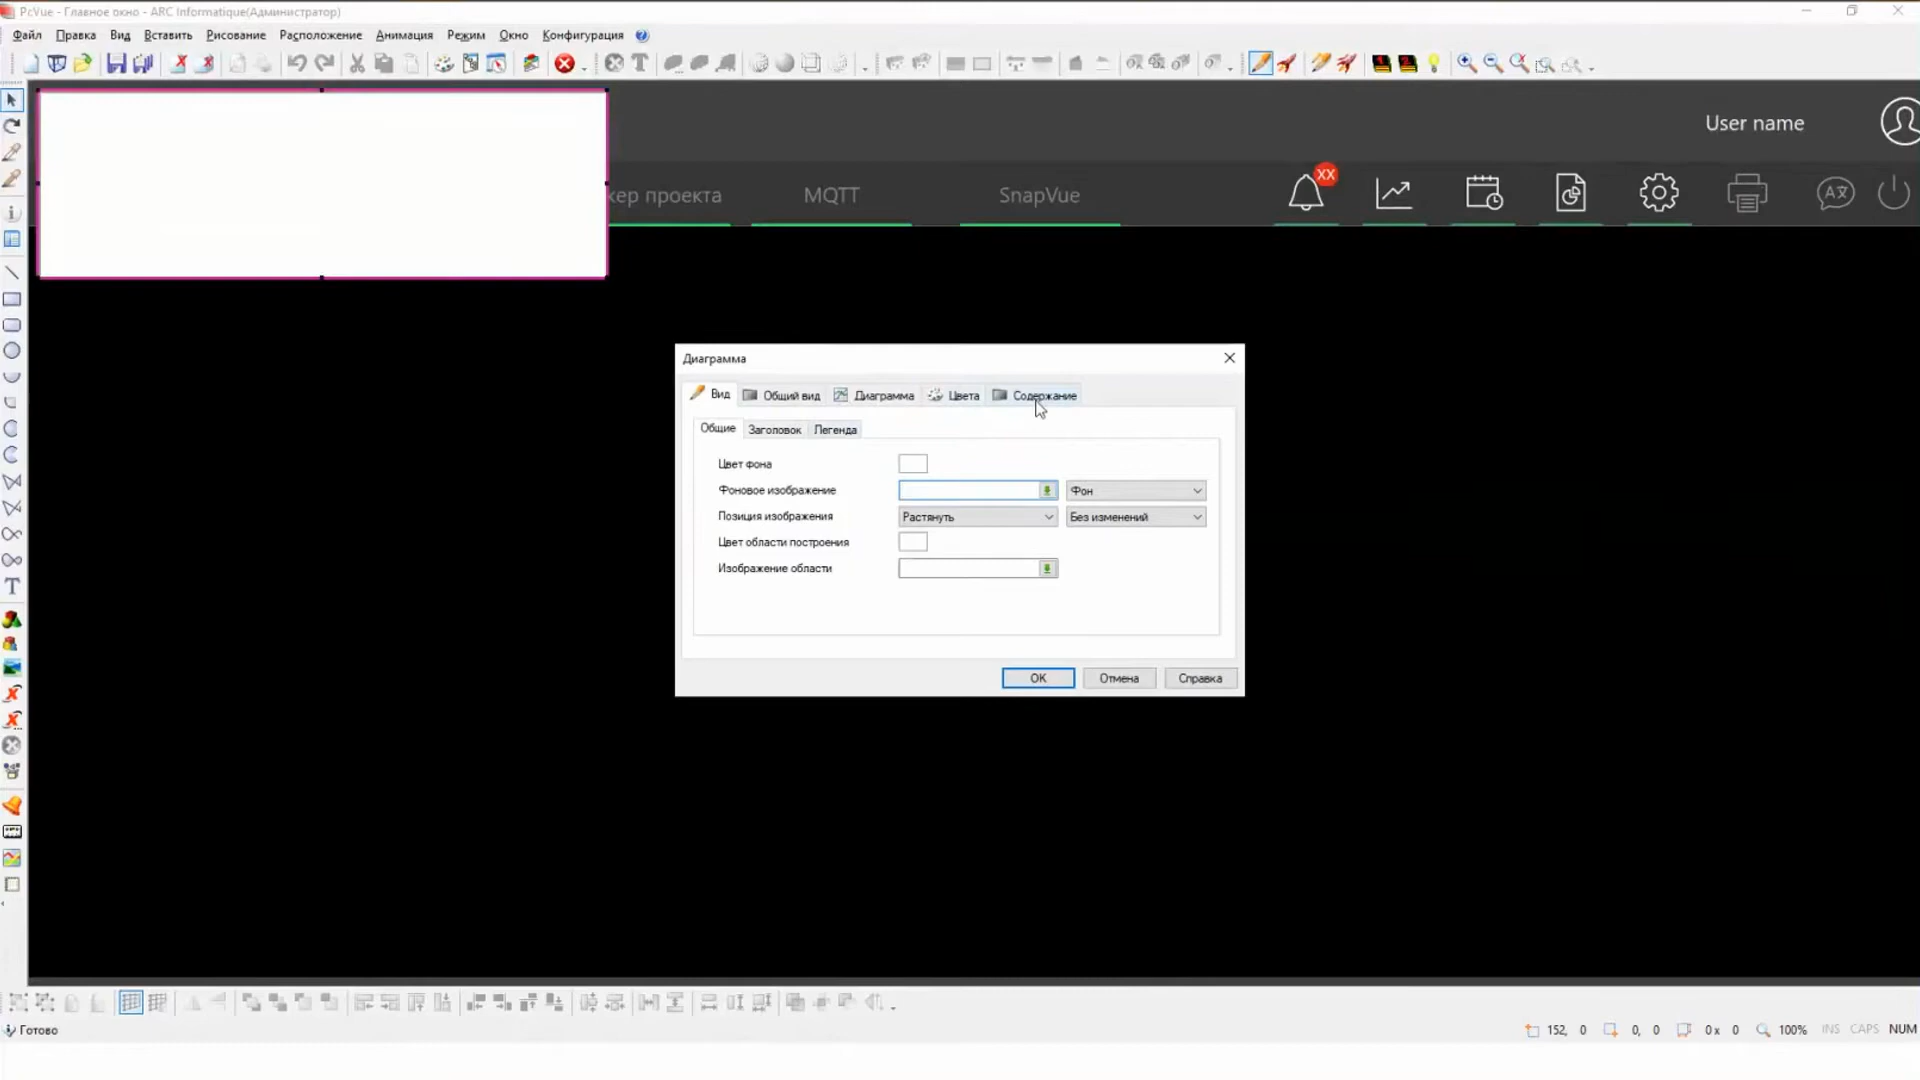 PcVue - Главное окно - ARC Informatique(Администратор)
Файл Правка Вид Вставить Рисование Расположение Анимация Режим Окно Конфигурация
User name
XX
кер проекта MQTT SnapVue
Диаграмма
Вид Общий вид Диаграмма Цвета Содержание
Общие Заголовок Легенда
Цвет фона
Фоновое изображение Фон
Позиция изображения Растянуть Без изменений
Цвет области построения
Изображение области
OK Отмена Справка
Готово 152, 0 0, 0 0 x 0 100% INS CAPS NUM